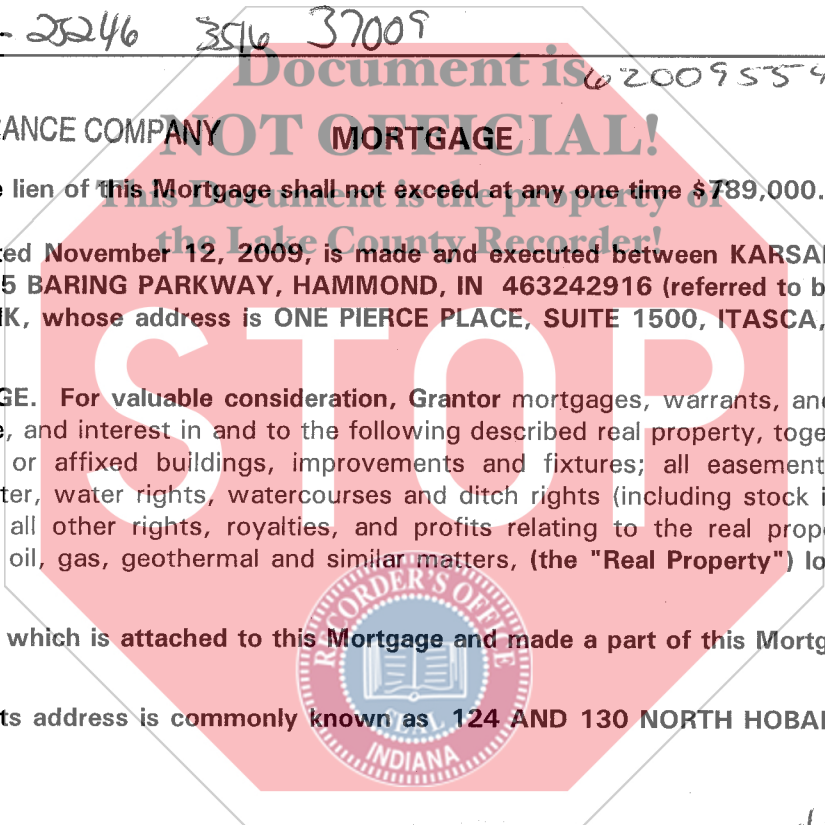 - 25246 3516 37009
Document is
620095554
ANCE COMPANY MORTGAGE
NOT OFFICIAL!
e lien of this Mortgage shall not exceed at any one time $789,000.
This Document is the property of
the Lake County Recorder!
ted November 12, 2009, is made and executed between KARSA
5 BARING PARKWAY, HAMMOND, IN 463242916 (referred to b
K, whose address is ONE PIERCE PLACE, SUITE 1500, ITASCA,
STOP
GE. For valuable consideration, Grantor mortgages, warrants, and
e, and interest in and to the following described real property, toge
or affixed buildings, improvements and fixtures; all easement
ter, water rights, watercourses and ditch rights (including stock i
all other rights, royalties, and profits relating to the real prop
oil, gas, geothermal and similar matters, (the "Real Property") lo
RECORDER'S OFFICE
which is attached to this Mortgage and made a part of this Mortg
SEAL
ts address is commonly known as 124 AND 130 NORTH HOBA
INDIANA